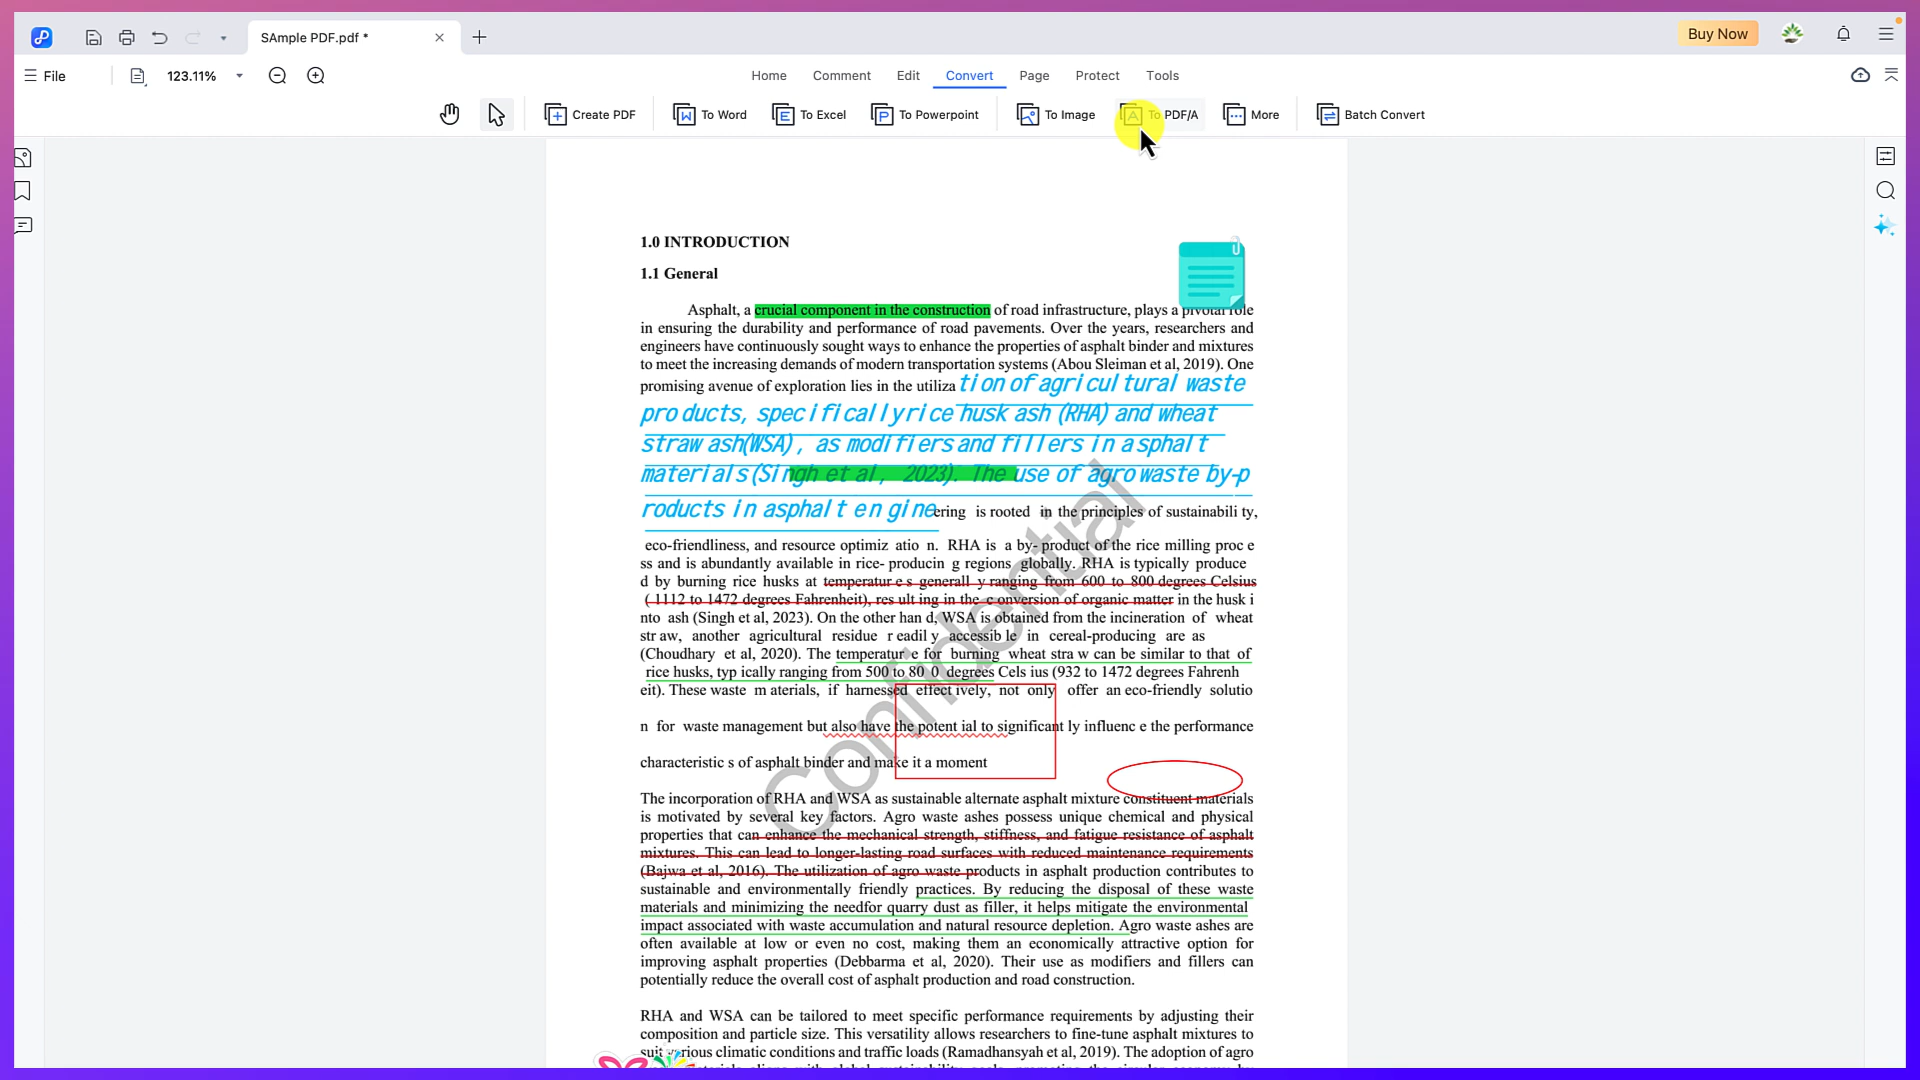 SAmple PDF.pdf *
Buy Now
File
123.11%
Home Comment Edit Convert Page Protect Tools
Create PDF To Word To Excel To Powerpoint To Image To PDF/A More Batch Convert
1.0 INTRODUCTION
1.1 General
Asphalt, a crucial component in the construction of road infrastructure, plays a pivotal role
in ensuring the durability and performance of road pavements. Over the years, researchers and
engineers have continuously sought ways to enhance the properties of asphalt binder and mixtures
to meet the increasing demands of modern transportation systems (Abou Sleiman et al, 2019). One
promising avenue of exploration lies in the utiliza tion of agricul tural waste
pro ducts, specifically rice husk ash (RHA) and wheat
straw ash(WSA), as modifiers and fillers in asphalt
materials (Singh et al, 2023). The use of agro waste by-p
roducts in asphalt en gine ering is rooted in the principles of sustainabili ty,
eco-friendliness, and resource optimiz atio n. RHA is a by- product of the rice milling proc e
ss and is abundantly available in rice- producin g regions globally. RHA is typically produce
d by burning rice husks at temperatur e s generall y ranging from 600 to 800 degrees Celsius
( 1112 to 1472 degrees Fahrenheit), res ult ing in the c onversion of organic matter in the husk i
nto ash (Singh et al, 2023). On the other han d, WSA is obtained from the incineration of wheat
str aw, another agricultural residue r eadil y accessib le in cereal-producing are as
(Choudhary et al, 2020). The temperatur e for burning wheat stra w can be similar to that of
rice husks, typ ically ranging from 500 to 80 0 degrees Cels ius (932 to 1472 degrees Fahrenh
eit). These waste m aterials, if harnessed effect ively, not only offer an eco-friendly solutio
n for waste management but also have the potent ial to significant ly influenc e the performance
characteristic s of asphalt binder and make it a moment
Confidential
The incorporation of RHA and WSA as sustainable alternate asphalt mixture constituent materials
is motivated by several key factors. Agro waste ashes possess unique chemical and physical
properties that can enhance the mechanical strength, stiffness, and fatigue resistance of asphalt
mixtures. This can lead to longer-lasting road surfaces with reduced maintenance requirements
(Bajwa et al, 2016). The utilization of agro waste products in asphalt production contributes to
sustainable and environmentally friendly practices. By reducing the disposal of these waste
materials and minimizing the needfor quarry dust as filler, it helps mitigate the environmental
impact associated with waste accumulation and natural resource depletion. Agro waste ashes are
often available at low or even no cost, making them an economically attractive option for
improving asphalt properties (Debbarma et al, 2020). Their use as modifiers and fillers can
potentially reduce the overall cost of asphalt production and road construction.
RHA and WSA can be tailored to meet specific performance requirements by adjusting their
composition and particle size. This versatility allows researchers to fine-tune asphalt mixtures to
suit various climatic conditions and traffic loads (Ramadhansyah et al, 2019). The adoption of agro